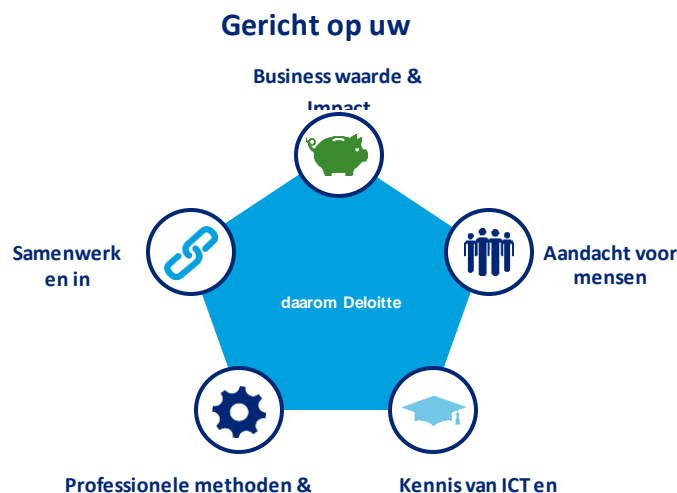 Gericht op uw
Business waarde &
Impact
Samenwerk
en in
Aandacht voor
mensen
daarom Deloitte
Professionele methoden &
Kennis van ICT en